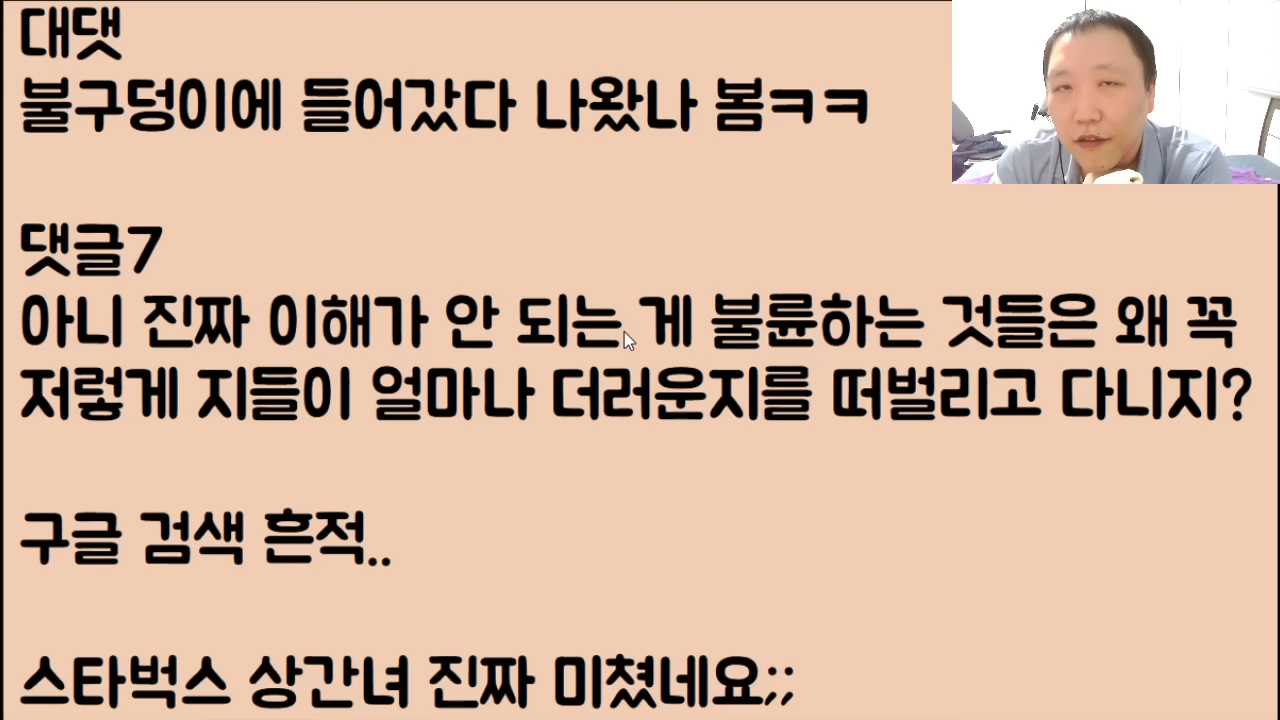 대댓
불구덩이에 들어갔다 나왔나 봄ㅋㅋ
댓글7
아니 진짜 이해가 안 되는 게 불륜하는 것들은 왜 꼭
저렇게 지들이 얼마나 더러운지를 떠벌리고 다니지?
구글 검색 흔적..
스타벅스 상간녀 진짜 미쳤네요;;